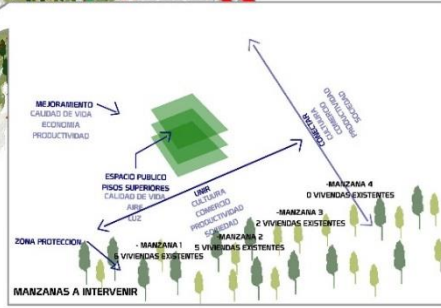 MEJORAMIENTO
CALIDAD DE VIDA
ECONOMIA
PRODUCTIVIDAD
CONECTAR
CULTUURA
COMERCIO
PRODUCTIVIDAD
SOCIEDAD
ESPACIO PUBLICO
PISOS SUPERIORES
CALIDAD DE VIDA
AIRE
LUZ
UNIR
CULTUURA
COMERCIO
PRODUCTIVIDAD
SOCIEDAD
-MANZANA 4
0 VIVIENDAS EXISTENTES
-MANZANA 3
2 VIVIENDAS EXISTENTES
-MANZANA 2
5 VIVIENDAS EXISTENTES
- MANZANA 1
6 VIVIENDAS EXISTENTES
ZONA PROTECCION
MANZANAS A INTERVENIR